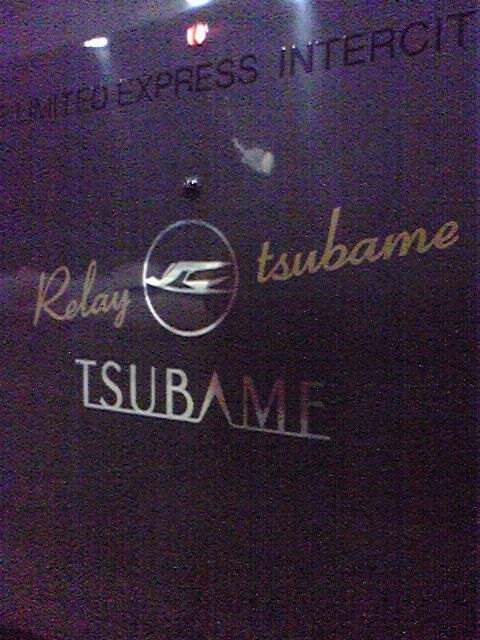 LIMITED EXPRESS INTERCIT
Relay tsubame
TSUBAME